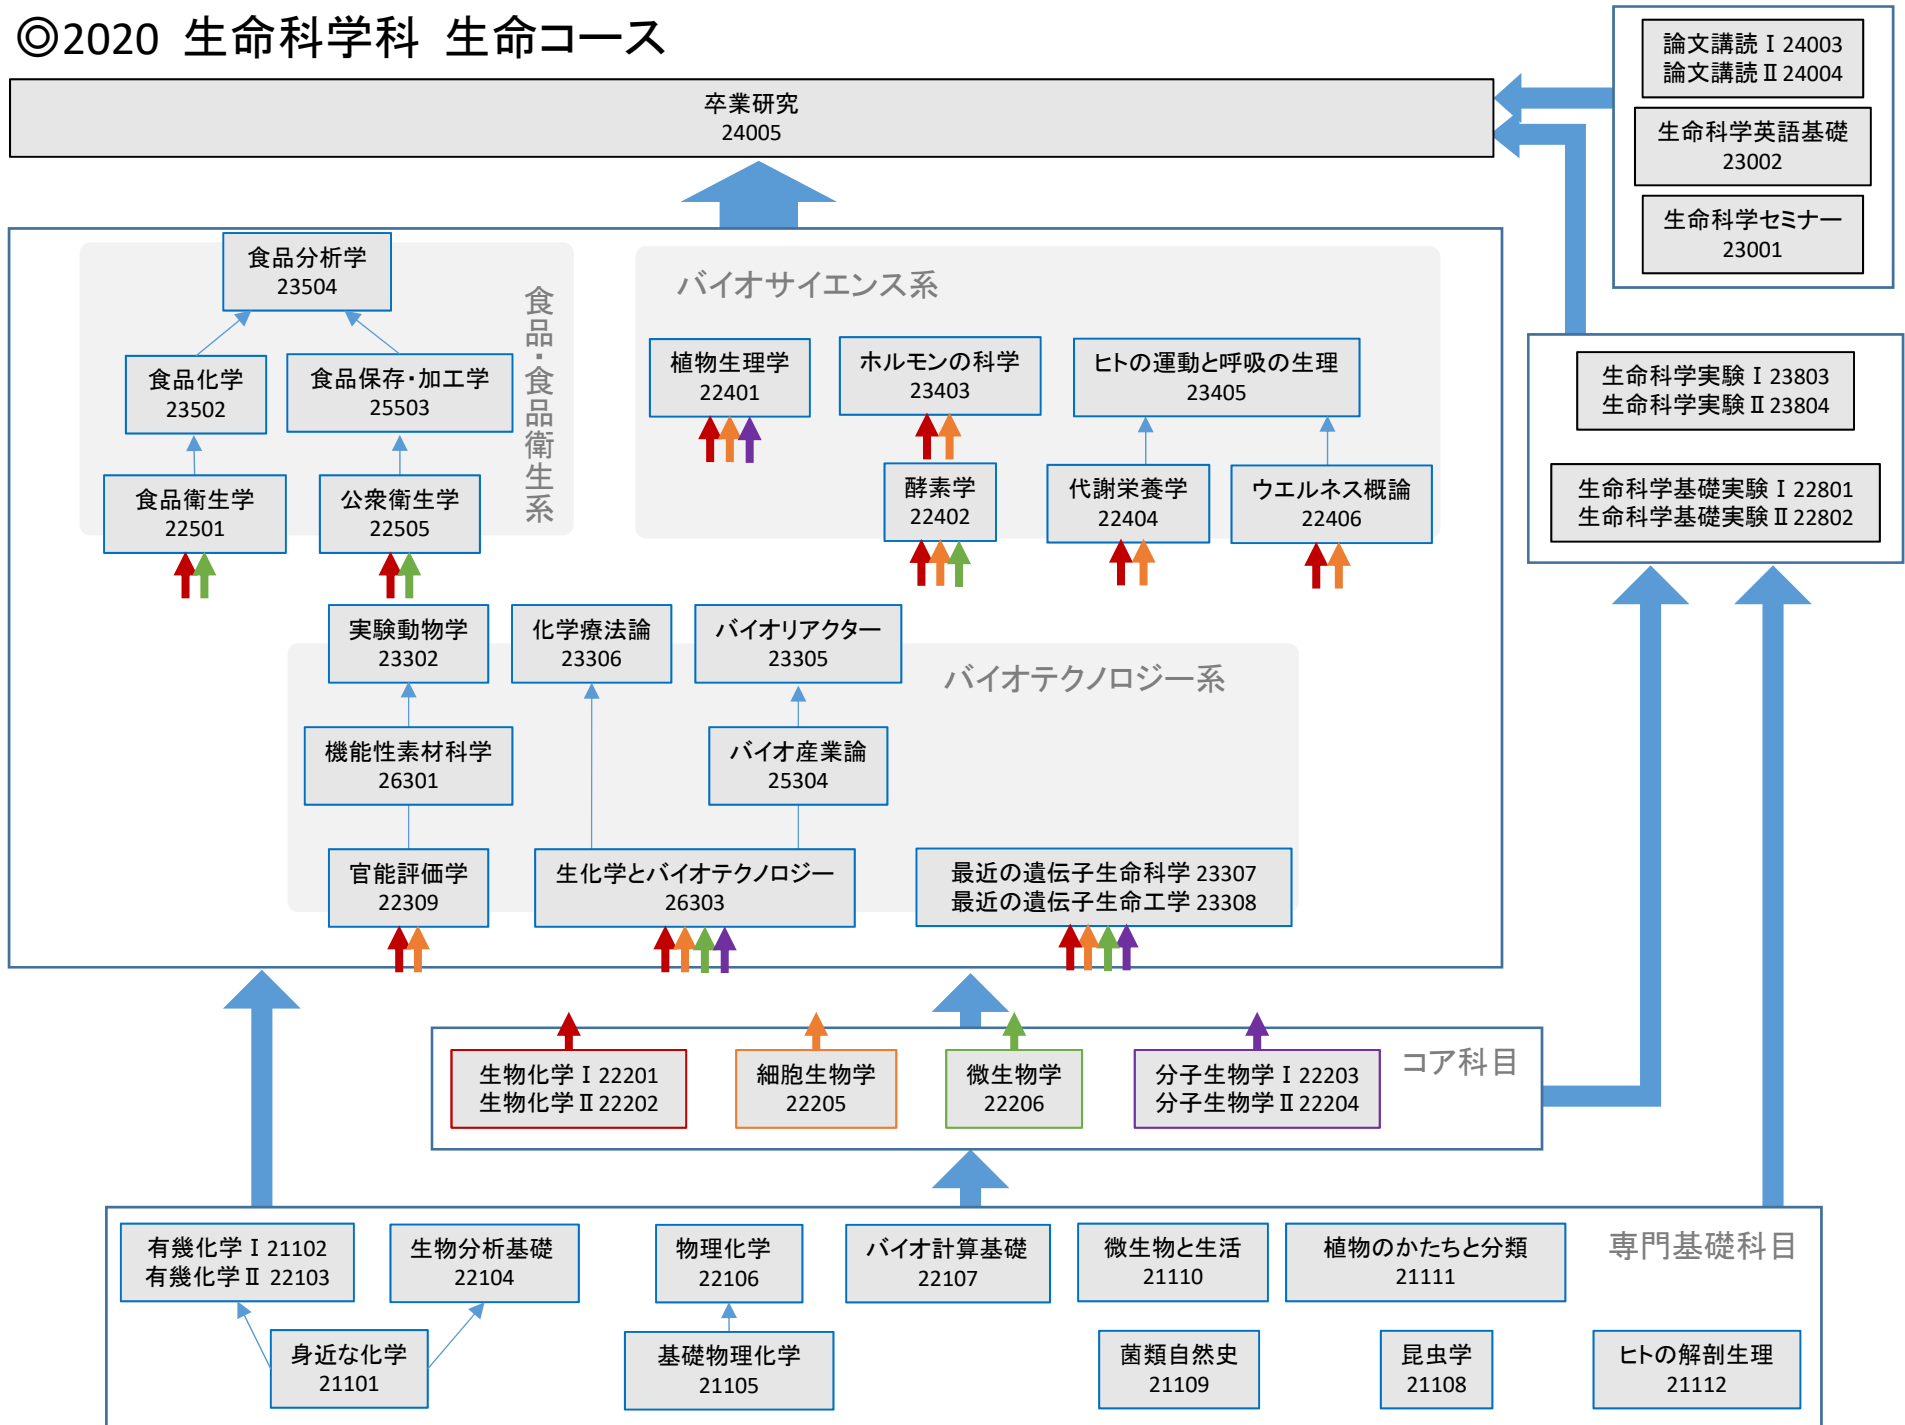 ◎2020 生命科学科 生命コース
卒業研究
24005
論文講読Ⅰ24003
論文講読Ⅱ24004
生命科学英語基礎
23002
生命科学セミナー
23001
食品・食品衛生系
食品分析学
23504
食品化学
23502
食品保存・加工学
25503
食品衛生学
22501
公衆衛生学
22505
バイオサイエンス系
植物生理学
22401
ホルモンの科学
23403
ヒトの運動と呼吸の生理
23405
酵素学
22402
代謝栄養学
22404
ウエルネス概論
22406
生命科学実験Ⅰ23803
生命科学実験Ⅱ23804
生命科学基礎実験Ⅰ22801
生命科学基礎実験Ⅱ22802
バイオテクノロジー系
実験動物学
23302
化学療法論
23306
バイオリアクター
23305
機能性素材科学
26301
バイオ産業論
25304
官能評価学
22309
生化学とバイオテクノロジー
26303
最近の遺伝子生命科学23307
最近の遺伝子生命工学23308
コア科目
生物化学Ⅰ22201
生物化学Ⅱ22202
細胞生物学
22205
微生物学
22206
分子生物学Ⅰ22203
分子生物学Ⅱ22204
専門基礎科目
有幾化学Ⅰ21102
有幾化学Ⅱ 22103
生物分析基礎
22104
物理化学
22106
バイオ計算基礎
22107
微生物と生活
21110
植物のかたちと分類
21111
身近な化学
21101
基礎物理化学
21105
菌類自然史
21109
昆虫学
21108
ヒトの解剖生理
21112